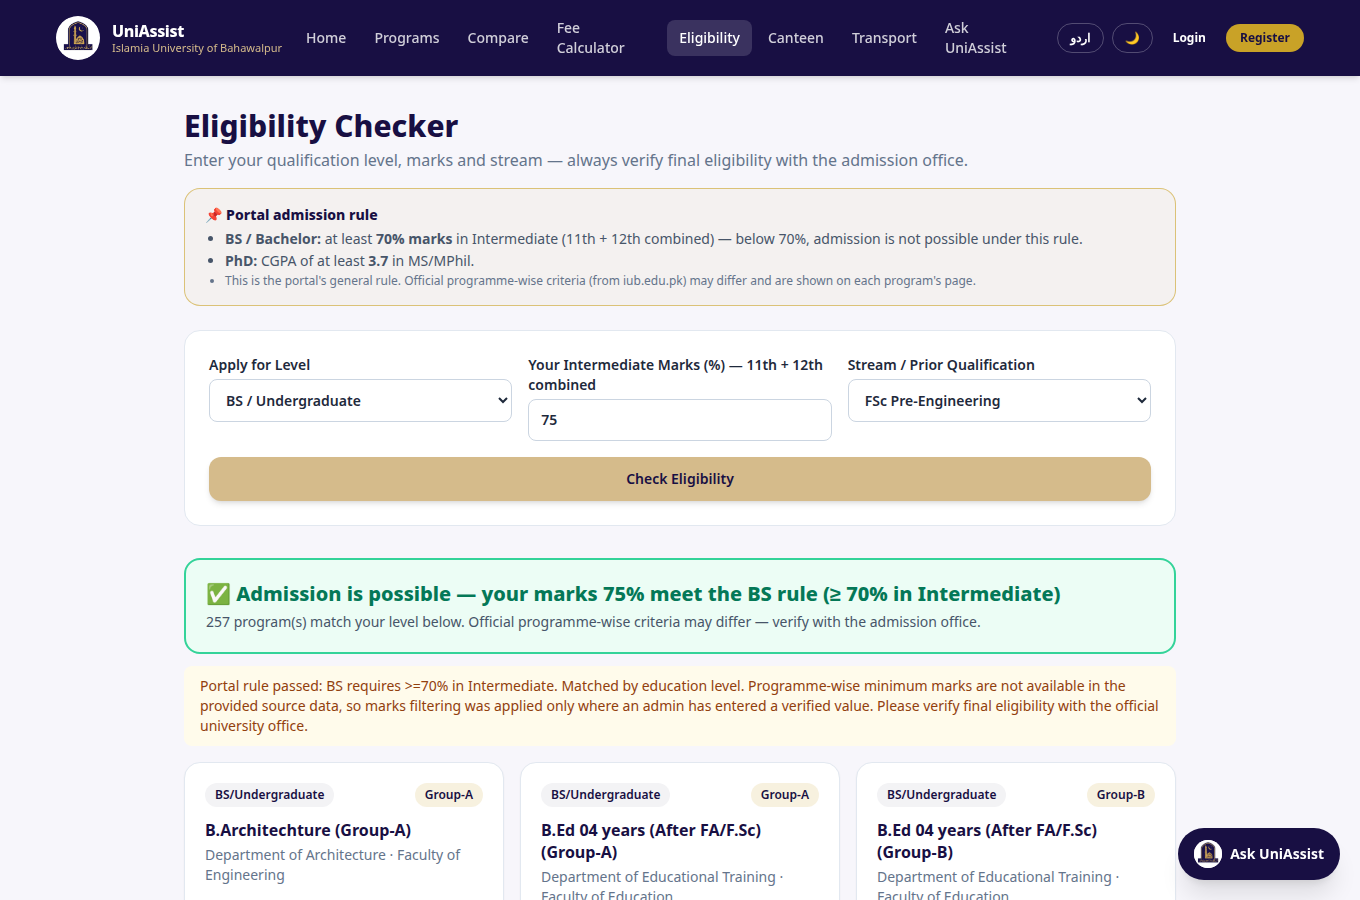 UniAssist
Islamia University of Bahawalpur
Home
Programs
Compare
Fee
Calculator
Eligibility
Canteen
Transport
Ask
UniAssist
اردو
Login
Register
Eligibility Checker
Enter your qualification level, marks and stream — always verify final eligibility with the admission office.
📌 Portal admission rule
• BS / Bachelor: at least 70% marks in Intermediate (11th + 12th combined) — below 70%, admission is not possible under this rule.
• PhD: CGPA of at least 3.7 in MS/MPhil.
• This is the portal's general rule. Official programme-wise criteria (from iub.edu.pk) may differ and are shown on each program's page.
Apply for Level
BS / Undergraduate
Your Intermediate Marks (%) — 11th + 12th
combined
75
Stream / Prior Qualification
FSc Pre-Engineering
Check Eligibility
✅ Admission is possible — your marks 75% meet the BS rule (≥ 70% in Intermediate)
257 program(s) match your level below. Official programme-wise criteria may differ — verify with the admission office.
Portal rule passed: BS requires >=70% in Intermediate. Matched by education level. Programme-wise minimum marks are not available in the
provided source data, so marks filtering was applied only where an admin has entered a verified value. Please verify final eligibility with the official
university office.
BS/Undergraduate
Group-A
B.Architechture (Group-A)
Department of Architecture · Faculty of
Engineering
BS/Undergraduate
Group-A
B.Ed 04 years (After FA/F.Sc)
(Group-A)
Department of Educational Training ·
Faculty of Education
BS/Undergraduate
Group-B
B.Ed 04 years (After FA/F.Sc)
(Group-B)
Department of Educational Training ·
Faculty of Education
Ask UniAssist